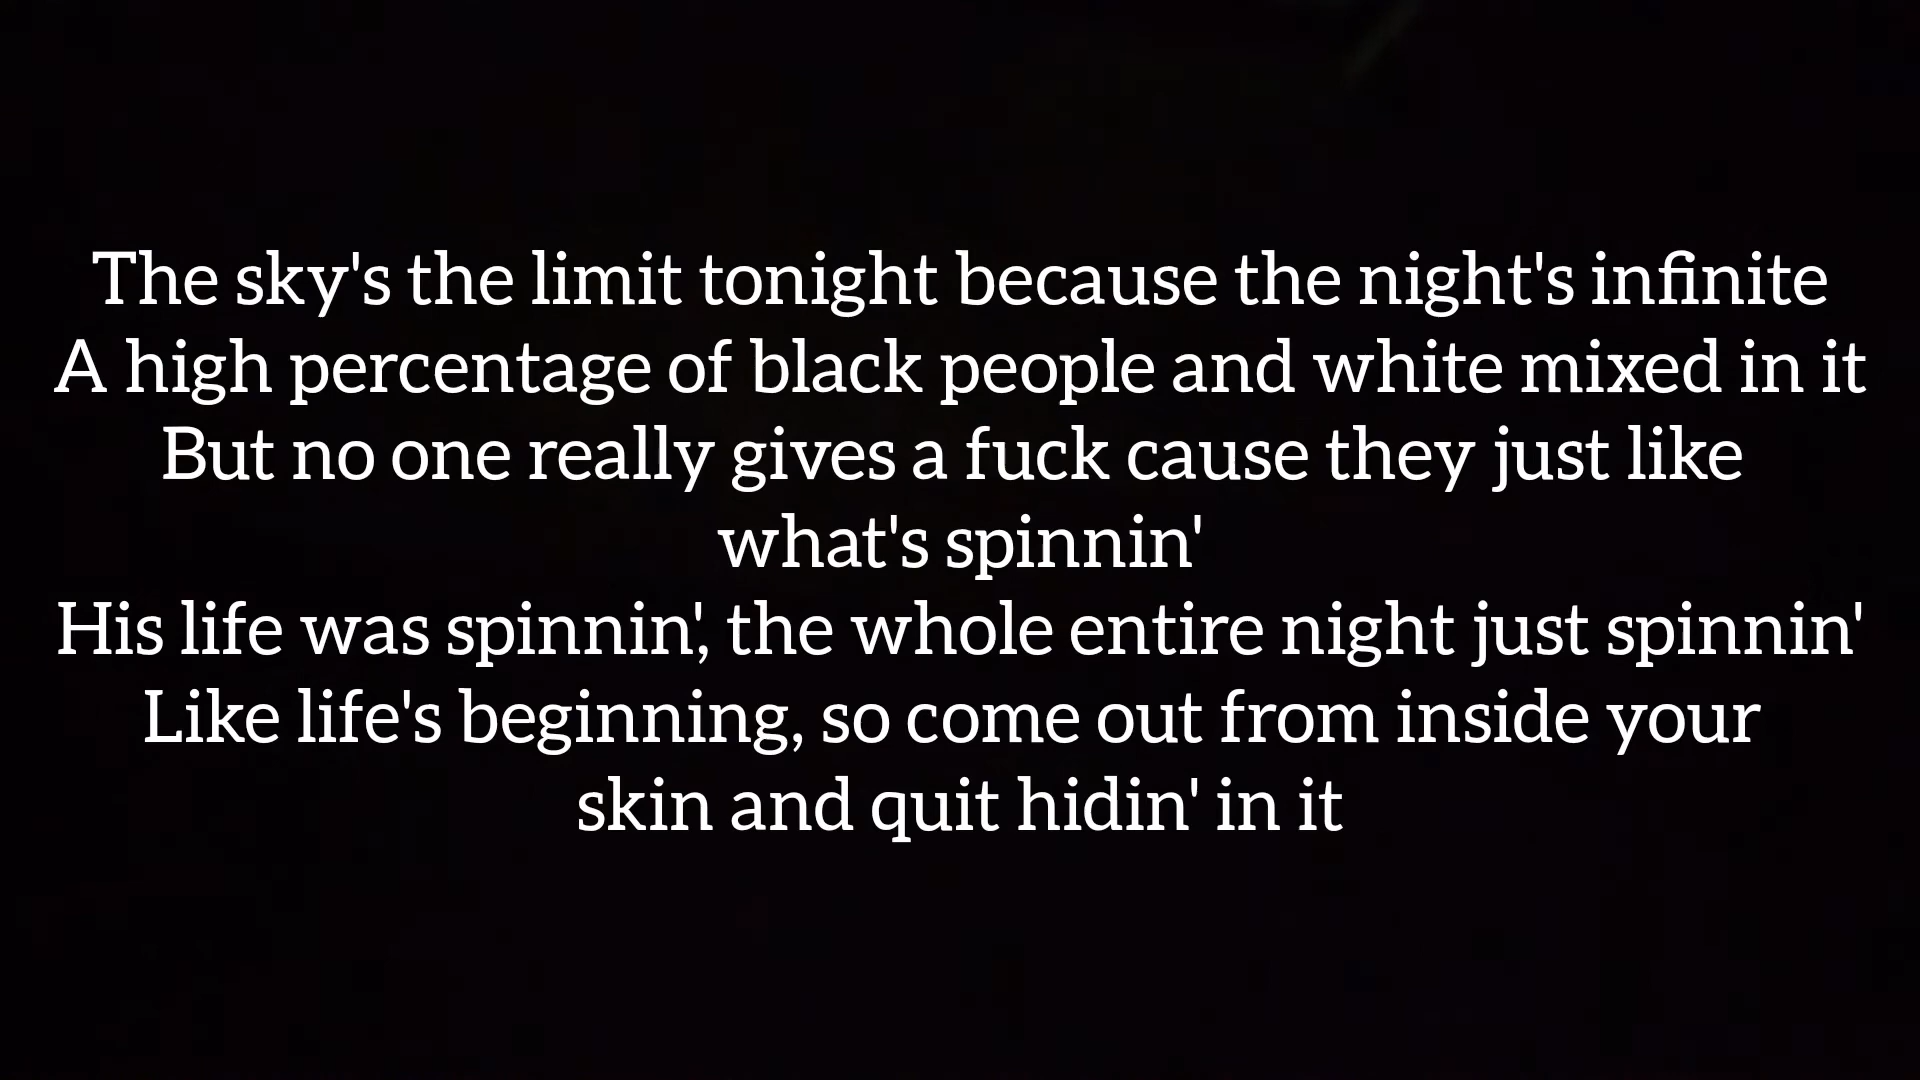 The sky's the limit tonight because the night's infinite
A high percentage of black people and white mixed in it
But no one really gives a fuck cause they just like
what's spinnin'
His life was spinnin', the whole entire night just spinnin'
Like life's beginning, so come out from inside your
skin and quit hidin' in it